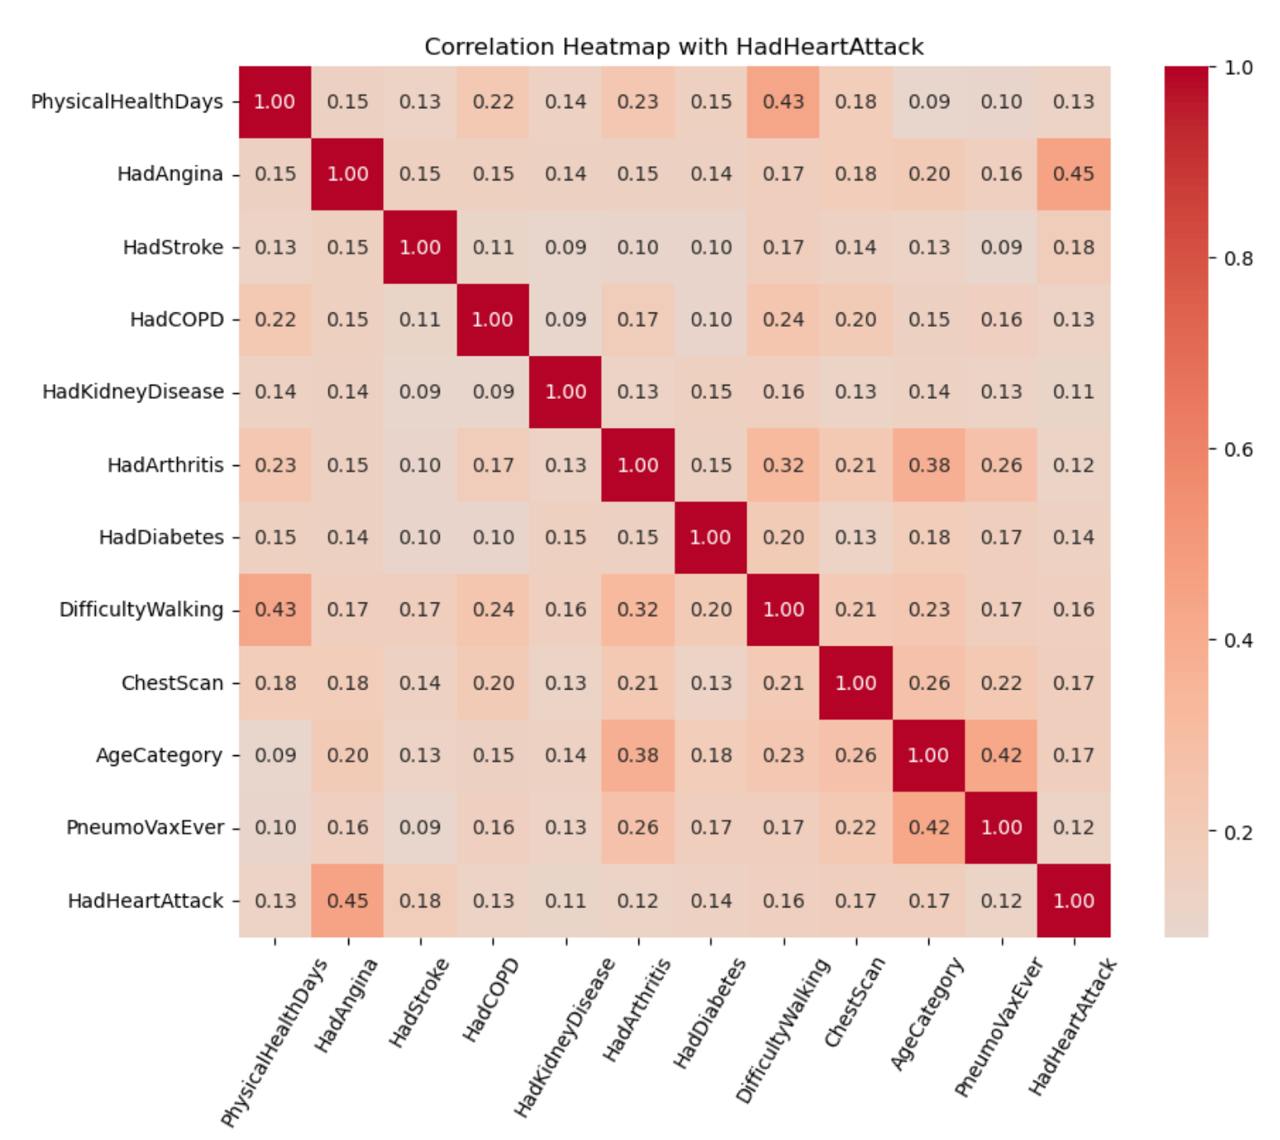 Correlation Heatmap with HadHeartAttack
PhysicalHealthDays 1.00 0.15 0.13 0.22 0.14 0.23 0.15 0.43 0.18 0.09 0.10 0.13
HadAngina 0.15 1.00 0.15 0.15 0.14 0.15 0.14 0.17 0.18 0.20 0.16 0.45
HadStroke 0.13 0.15 1.00 0.11 0.09 0.10 0.10 0.17 0.14 0.13 0.09 0.18
HadCOPD 0.22 0.15 0.11 1.00 0.09 0.17 0.10 0.24 0.20 0.15 0.16 0.13
HadKidneyDisease 0.14 0.14 0.09 0.09 1.00 0.13 0.15 0.16 0.13 0.14 0.13 0.11
HadArthritis 0.23 0.15 0.10 0.17 0.13 1.00 0.15 0.32 0.21 0.38 0.26 0.12
HadDiabetes 0.15 0.14 0.10 0.10 0.15 0.15 1.00 0.20 0.13 0.18 0.17 0.14
DifficultyWalking 0.43 0.17 0.17 0.24 0.16 0.32 0.20 1.00 0.21 0.23 0.17 0.16
ChestScan 0.18 0.18 0.14 0.20 0.13 0.21 0.13 0.21 1.00 0.26 0.22 0.17
AgeCategory 0.09 0.20 0.13 0.15 0.14 0.38 0.18 0.23 0.26 1.00 0.42 0.17
PneumoVaxEver 0.10 0.16 0.09 0.16 0.13 0.26 0.17 0.17 0.22 0.42 1.00 0.12
HadHeartAttack 0.13 0.45 0.18 0.13 0.11 0.12 0.14 0.16 0.17 0.17 0.12 1.00
PhysicalHealthDays
HadAngina
HadStroke
HadCOPD
HadKidneyDisease
HadArthritis
HadDiabetes
DifficultyWalking
ChestScan
AgeCategory
PneumoVaxEver
HadHeartAttack
1.0
0.8
0.6
0.4
0.2